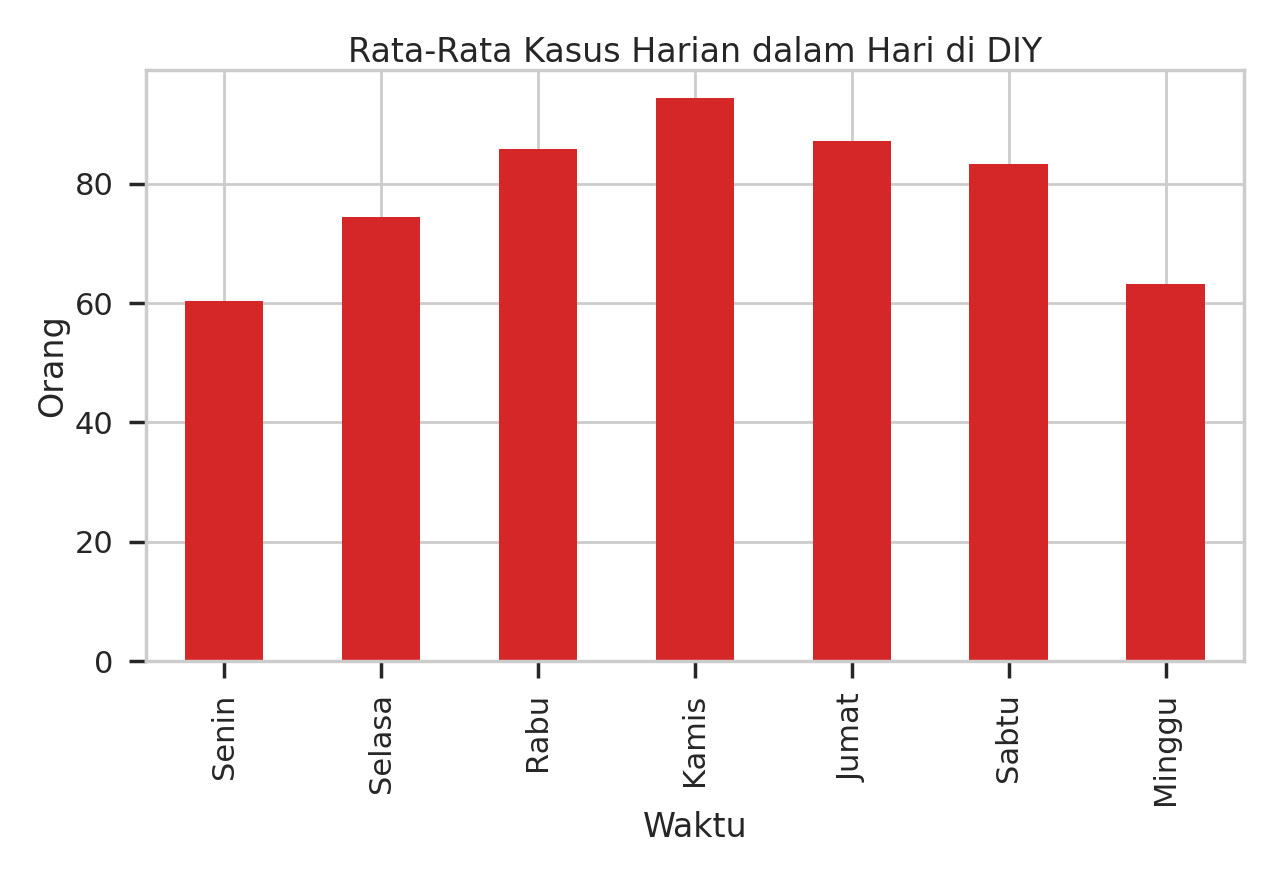 Rata-Rata Kasus Harian dalam Hari di DIY
Orang
80
60
40
20
0
Senin
Selasa
Rabu
Kamis
Jumat
Sabtu
Minggu
Waktu